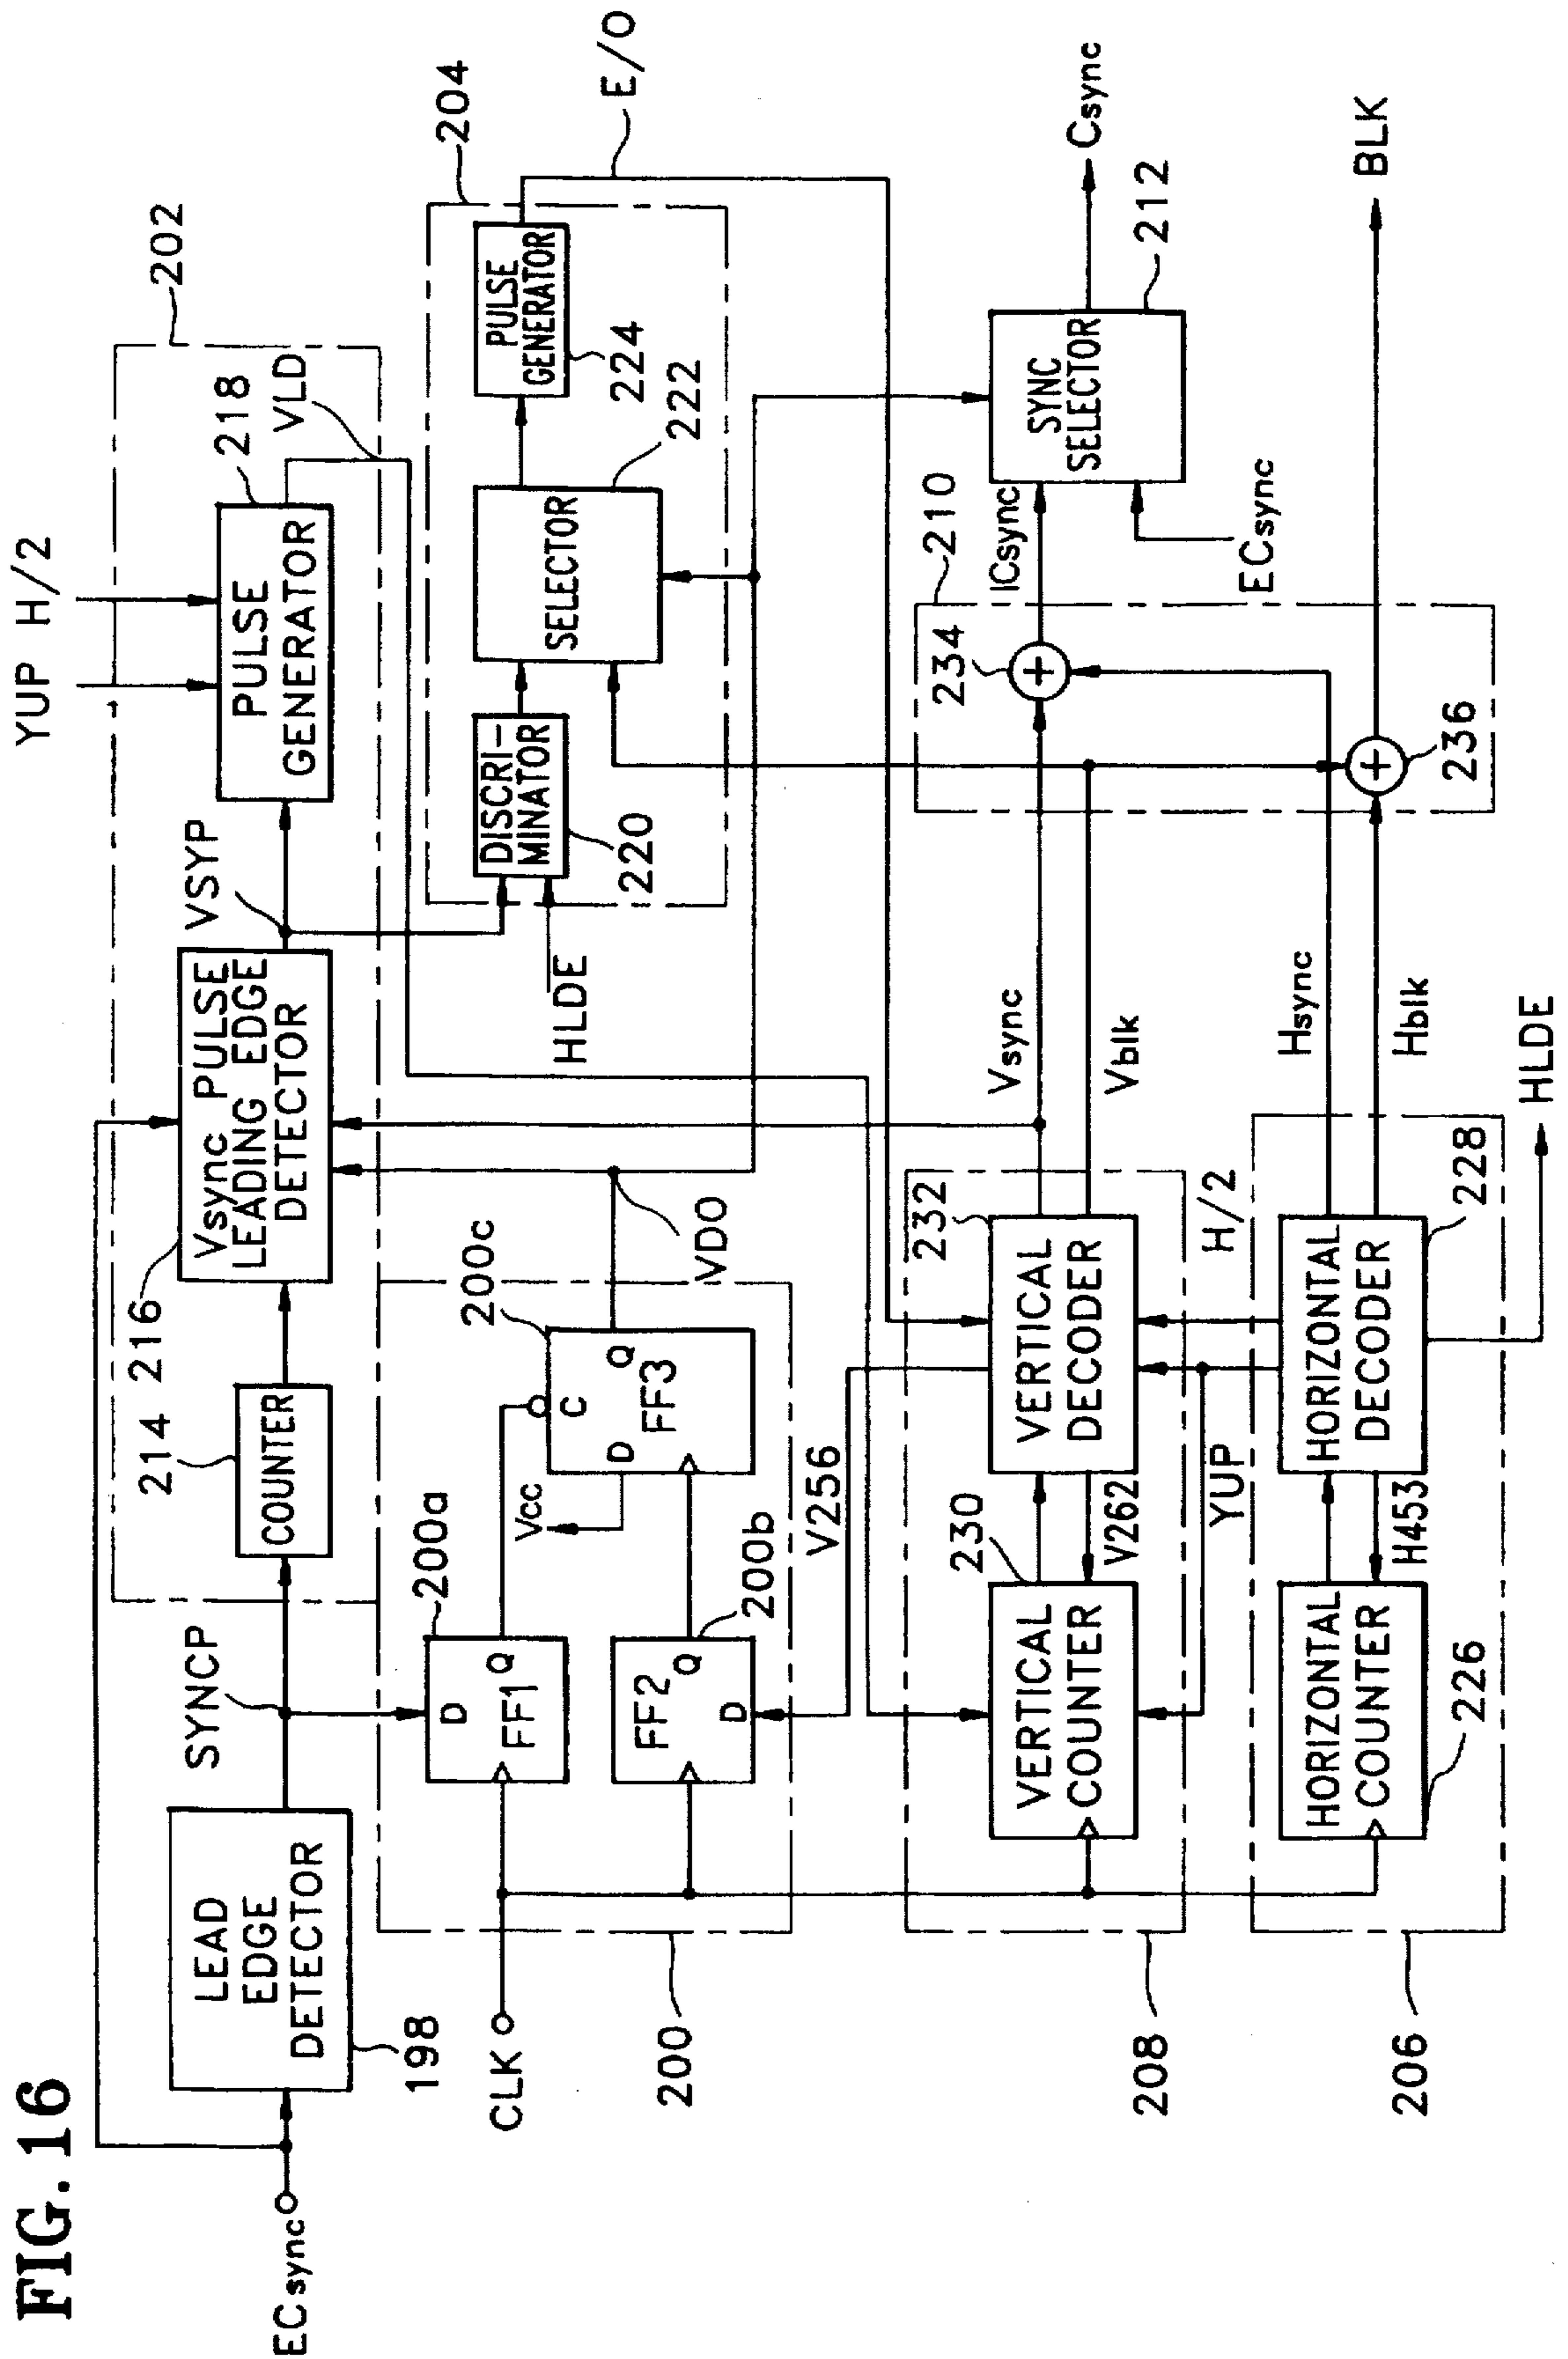 FIG. 16
YUP H/2
202
218
VLD
VSYP
PULSE
GENERATOR
216
Vsync PULSE
LEADING EDGE
DETECTOR
214
COUNTER
SYNCP
LEAD
EDGE
DETECTOR
198
ECsync
204
E/O
PULSE
GENERATOR
224
222
SELECTOR
DISCRI-
MINATOR
220
HLDE
200c
VDO
Q
C
D
FF3
Vcc
200a
D
Q
FF1
200b
FF2
Q
D
CLK
200
V256
Csync
212
SYNC
SELECTOR
ICsync
ECsync
210
234
+
Vsync
Vblk
232
VERTICAL
DECODER
H/2
230
V262
YUP
VERTICAL
COUNTER
208
BLK
+
236
Hsync
Hblk
HLDE
228
HORIZONTAL
DECODER
H453
HORIZONTAL
COUNTER
226
206